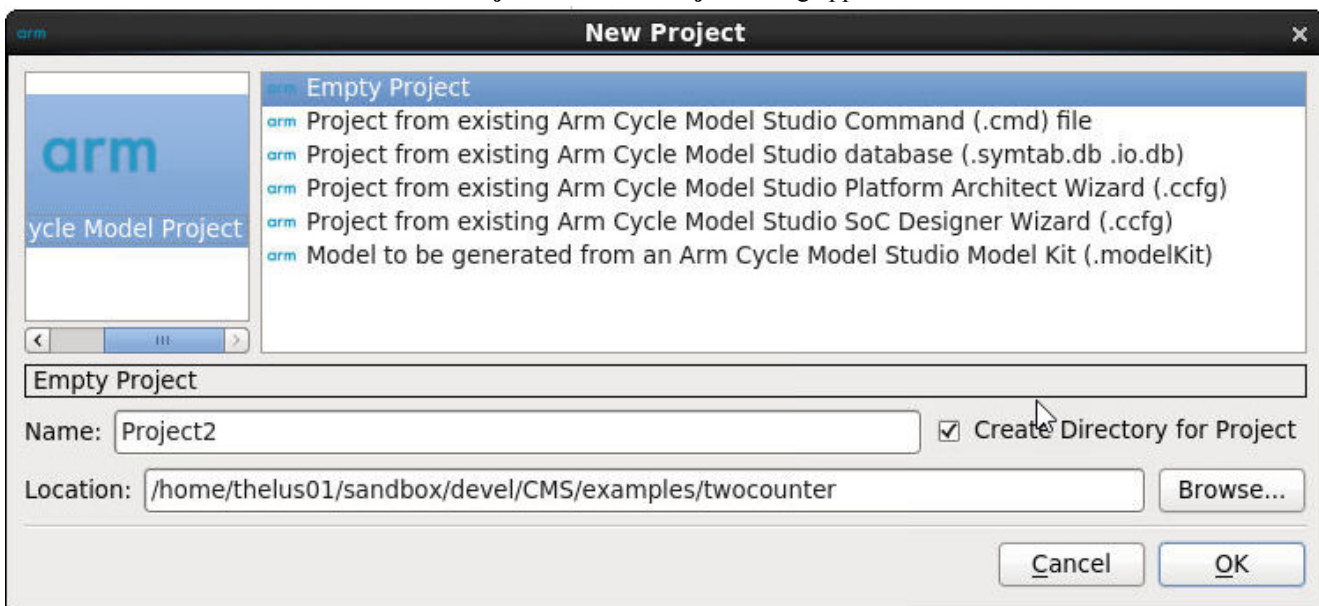 arm New Project
arm
ycle Model Project
arm Empty Project
arm Project from existing Arm Cycle Model Studio Command (.cmd) file
arm Project from existing Arm Cycle Model Studio database (.symtab.db .io.db)
arm Project from existing Arm Cycle Model Studio Platform Architect Wizard (.ccfg)
arm Project from existing Arm Cycle Model Studio SoC Designer Wizard (.ccfg)
arm Model to be generated from an Arm Cycle Model Studio Model Kit (.modelKit)
Empty Project
Name: Project2 Create Directory for Project
Location: /home/thelus01/sandbox/devel/CMS/examples/twocounter Browse...
Cancel OK